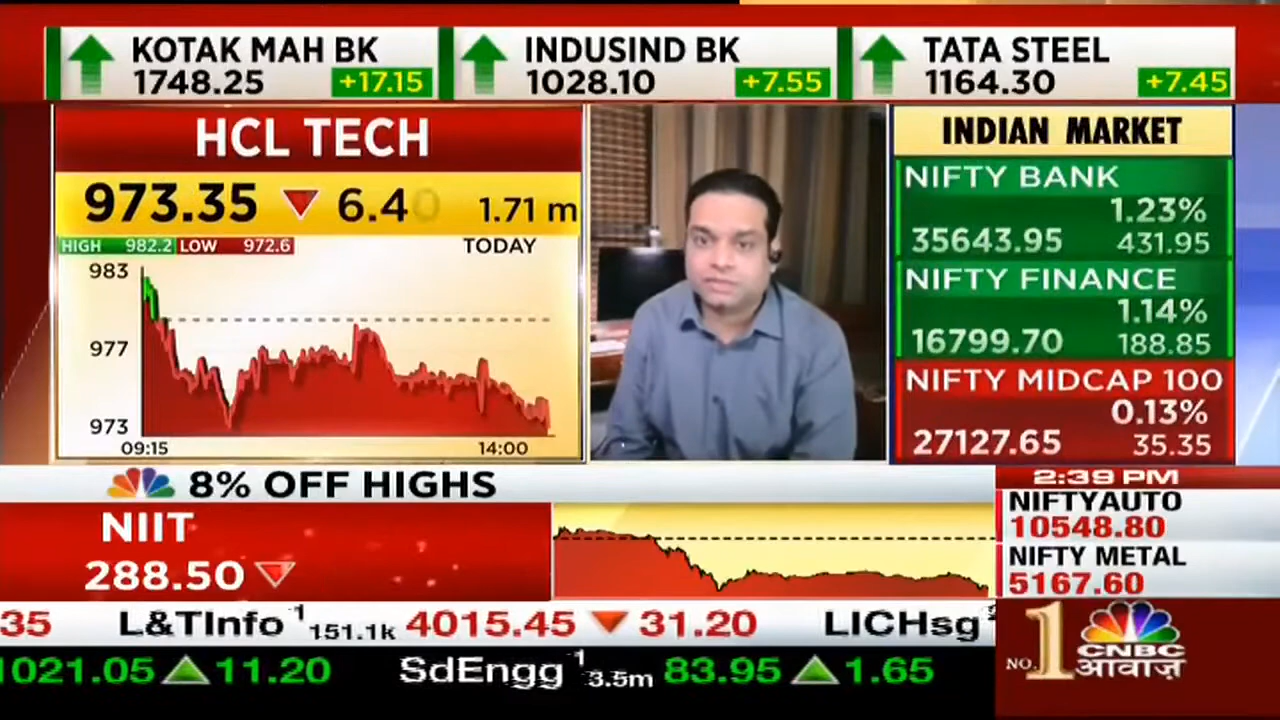 KOTAK MAH BK
1748.25 +17.15
INDUSIND BK
1028.10 +7.55
TATA STEEL
1164.30 +7.45
HCL TECH
973.35 6.40 1.71 m
HIGH 982.2 LOW 972.6 TODAY
983
977
973
09:15 14:00
INDIAN MARKET
NIFTY BANK
1.23%
35643.95 431.95
NIFTY FINANCE
1.14%
16799.70 188.85
NIFTY MIDCAP 100
0.13%
27127.65 35.35
8% OFF HIGHS
NIIT
288.50
2:39 PM
NIFTYAUTO
10548.80
NIFTY METAL
5167.60
35 L&TInfo 1 151.1k 4015.45 31.20 LICHsg
1021.05 11.20 SdEngg 1 3.5m 83.95 1.65
NO. 1 CNBC
आवाज़